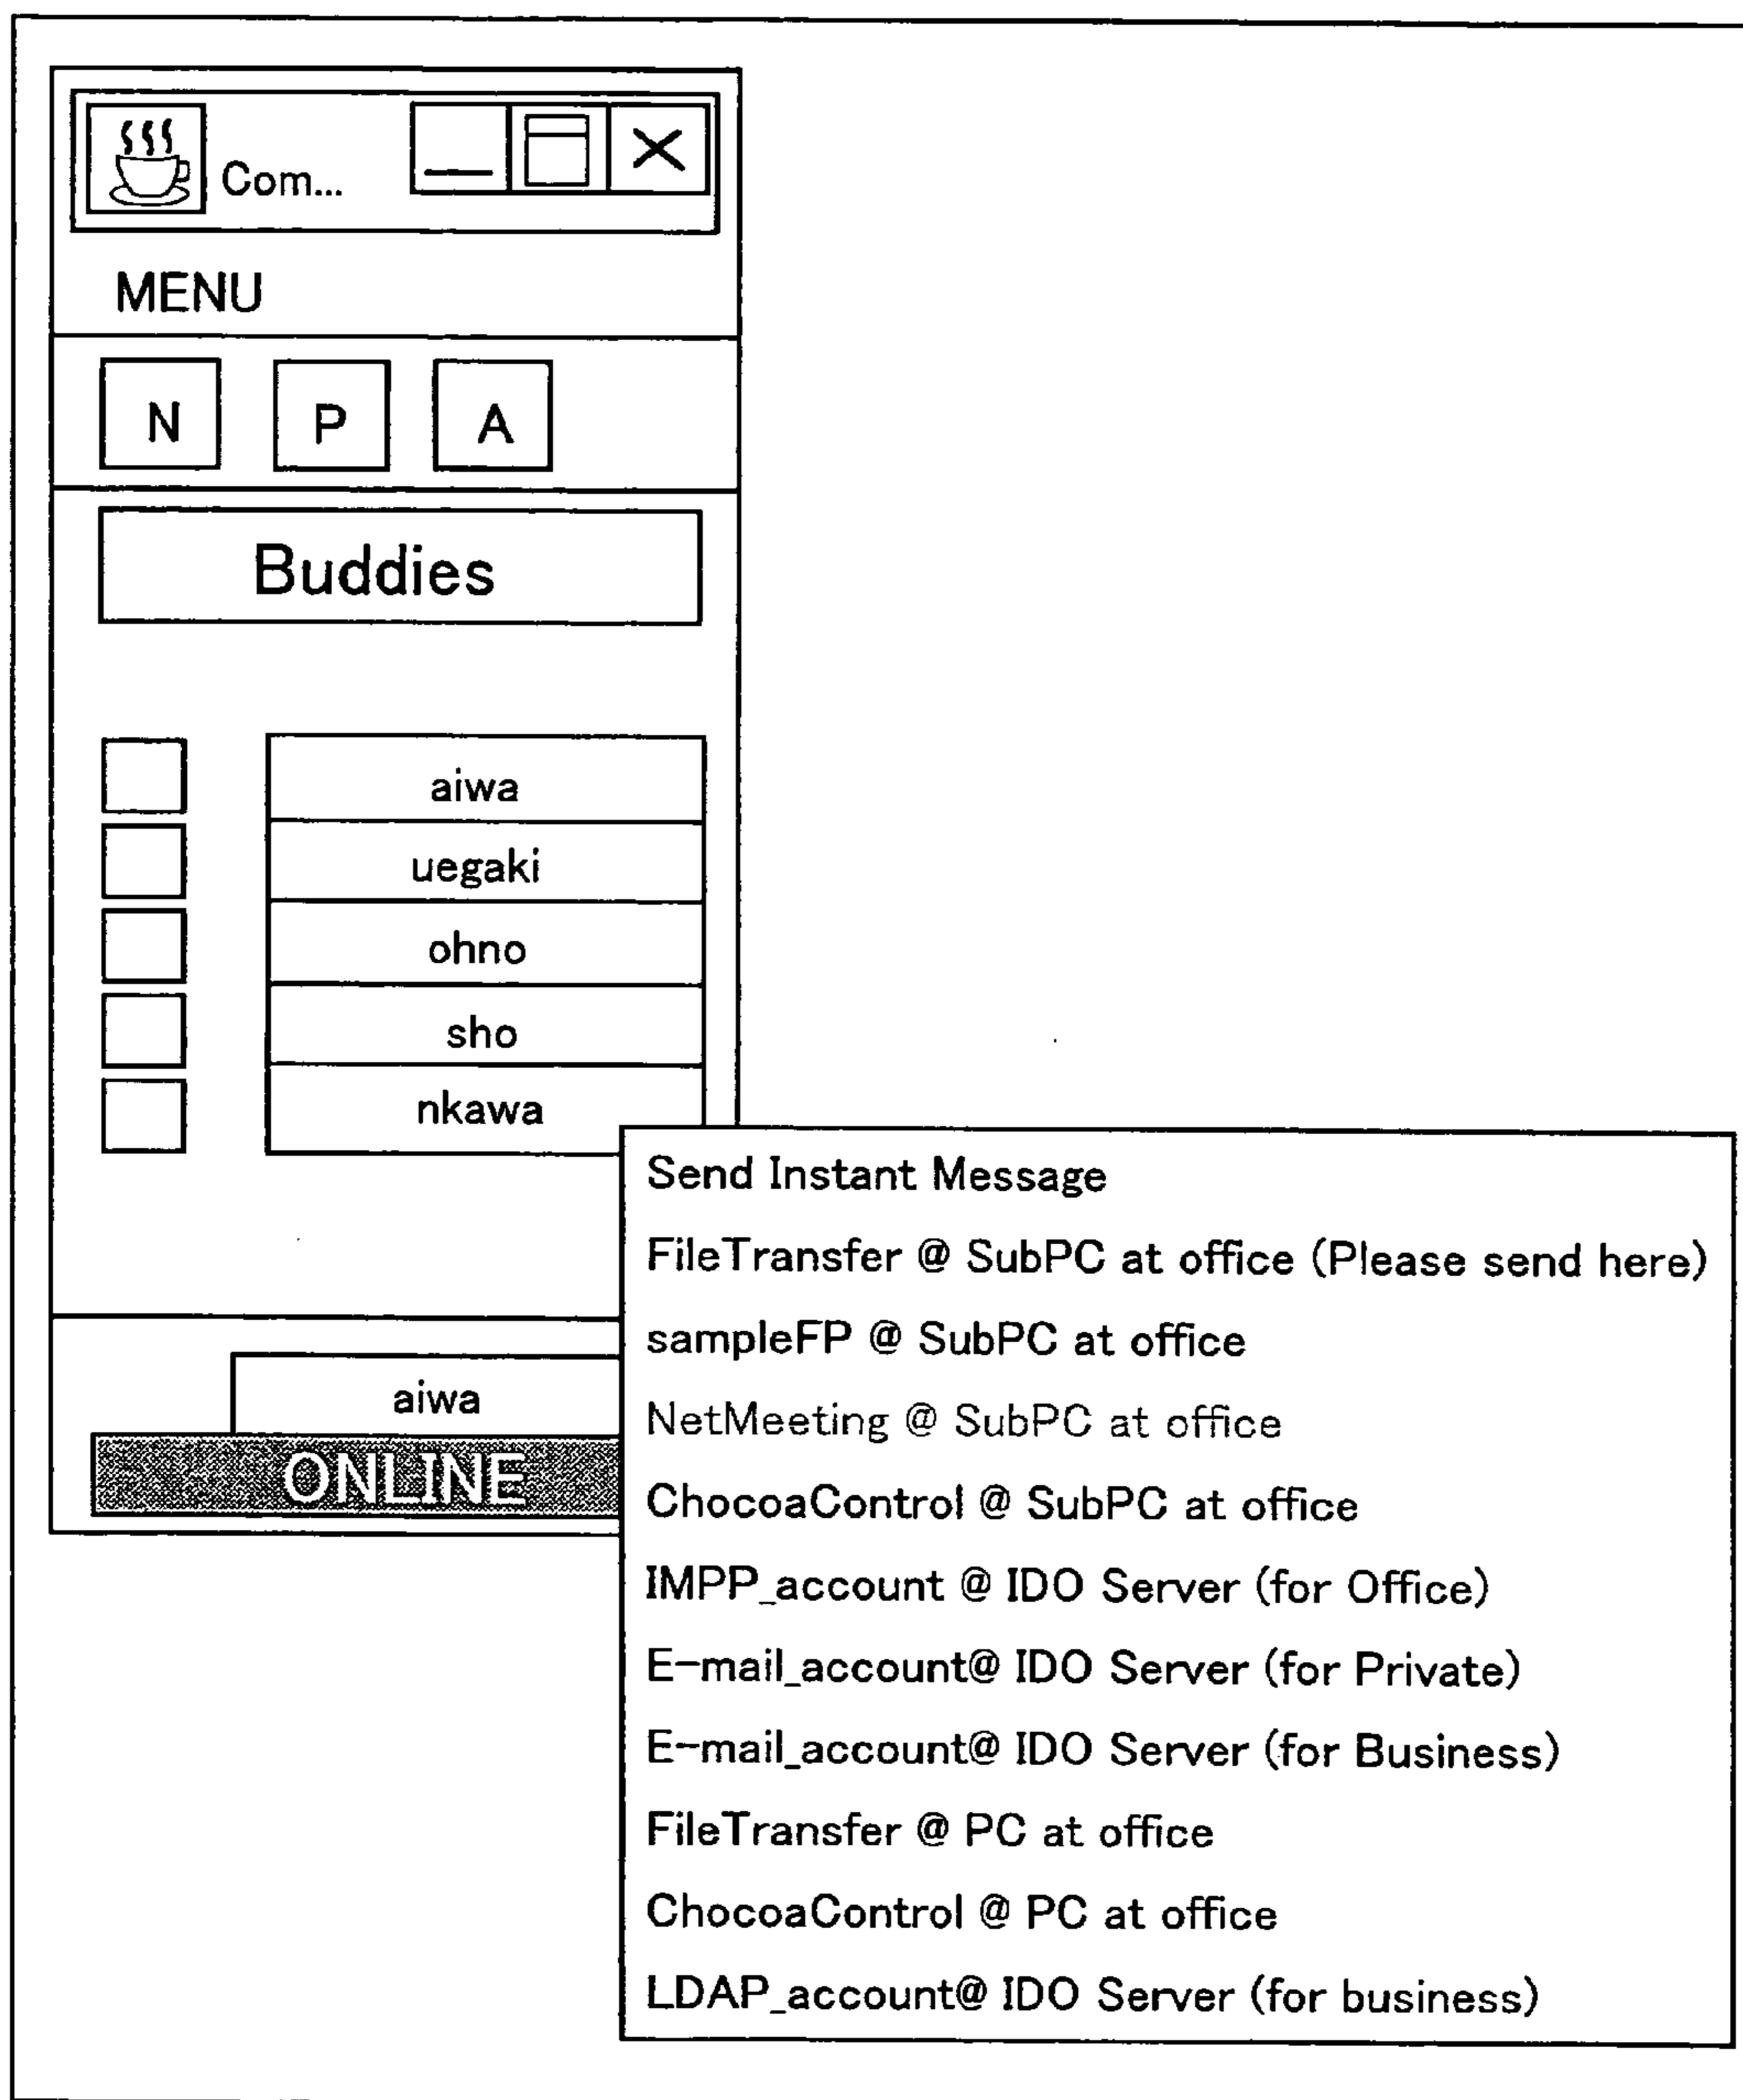 Com...
MENU
N P A
Buddies
aiwa
uegaki
ohno
sho
nkawa
Send Instant Message
FileTransfer @ SubPC at office (Please send here)
sampleFP @ SubPC at office
aiwa
NetMeeting @ SubPC at office
ONLINE
ChocoaControl @ SubPC at office
IMPP_account @ IDO Server (for Office)
E-mail_account@ IDO Server (for Private)
E-mail_account@ IDO Server (for Business)
FileTransfer @ PC at office
ChocoaControl @ PC at office
LDAP_account@ IDO Server (for business)